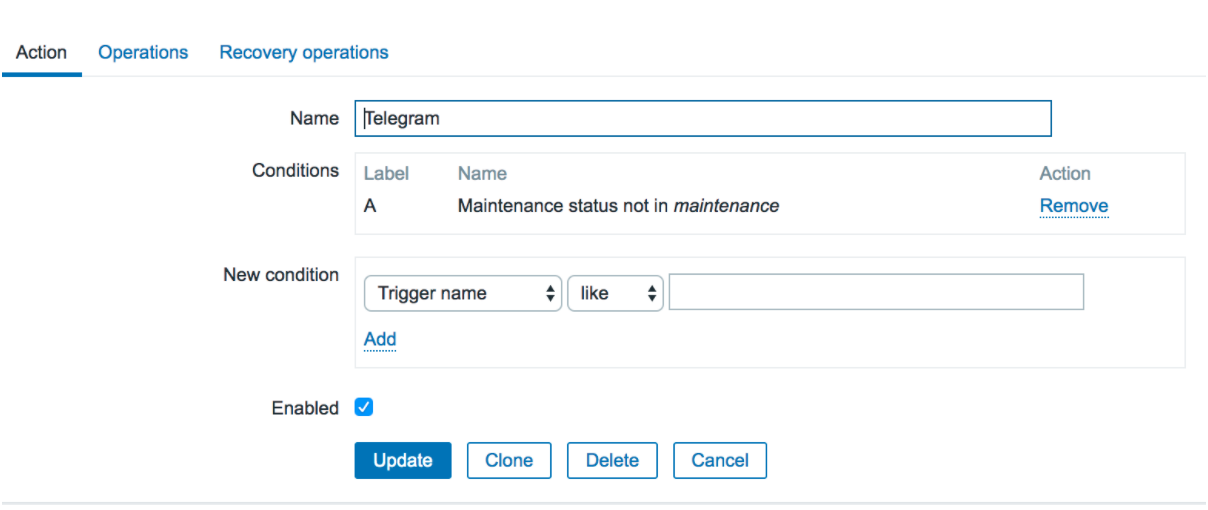 Action Operations Recovery operations
Name Telegram
Conditions Label Name Action
A Maintenance status not in maintenance Remove
New condition
Trigger name like
Add
Enabled
Update Clone Delete Cancel